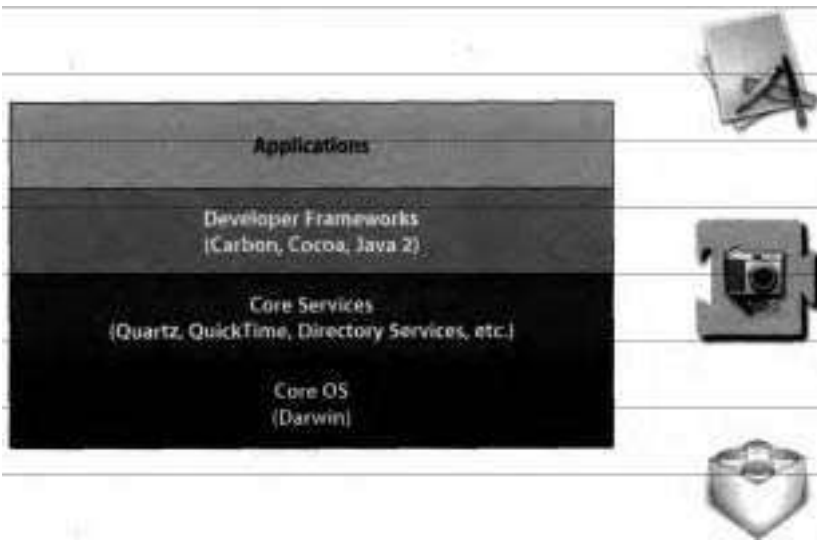 Applications
Developer Frameworks
(Carbon, Cocoa, Java 2)
Core Services
(Quartz, QuickTime, Directory Services, etc.)
Core OS
(Darwin)